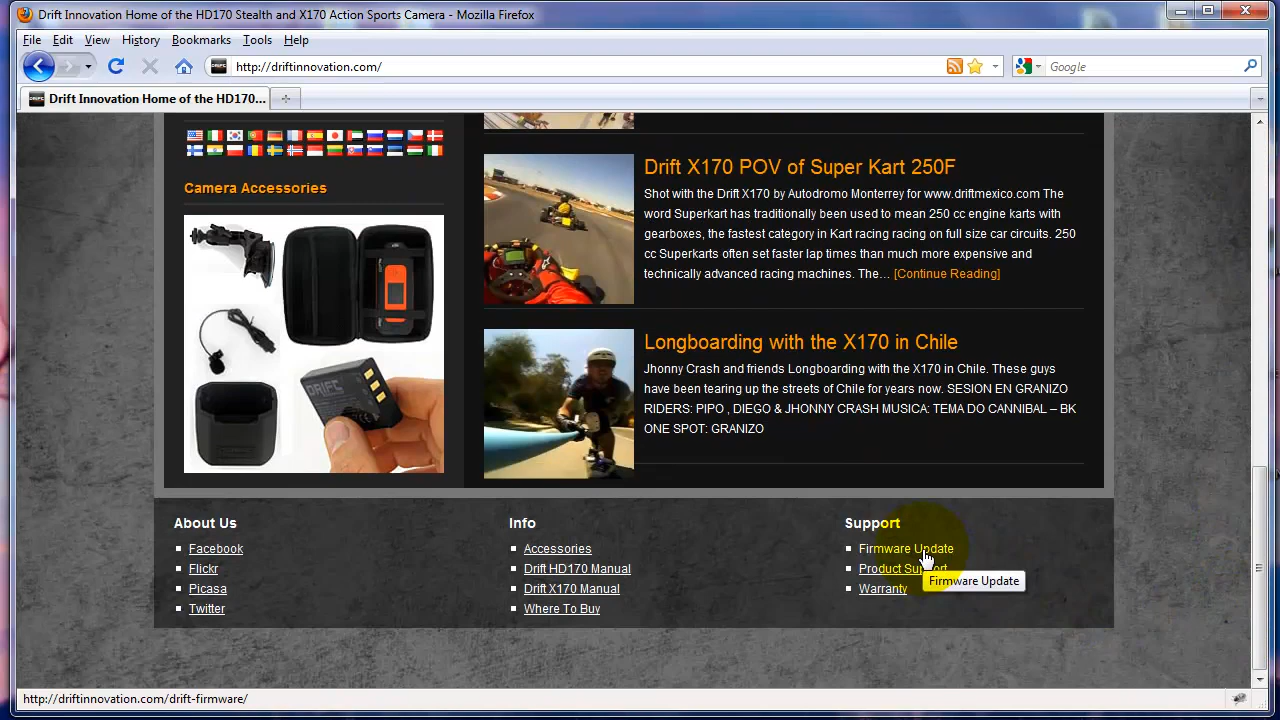 Drift Innovation Home of the HD170 Stealth and X170 Action Sports Camera - Mozilla Firefox
File Edit View History Bookmarks Tools Help
http://driftinnovation.com/
Google
Drift Innovation Home of the HD170...
Camera Accessories
DRIFT
Drift X170 POV of Super Kart 250F
Shot with the Drift X170 by Autodromo Monterrey for www.driftmexico.com The
word Superkart has traditionally been used to mean 250 cc engine karts with
gearboxes, the fastest category in Kart racing racing on full size car circuits. 250
cc Superkarts often set faster lap times than much more expensive and
technically advanced racing machines. The… [Continue Reading]
Longboarding with the X170 in Chile
Jhonny Crash and friends Longboarding with the X170 in Chile. These guys
have been tearing up the streets of Chile for years now. SESION EN GRANIZO
RIDERS: PIPO , DIEGO & JHONNY CRASH MUSICA: TEMA DO CANNIBAL – BK
ONE SPOT: GRANIZO
About Us
Facebook
Flickr
Picasa
Twitter
Info
Accessories
Drift HD170 Manual
Drift X170 Manual
Where To Buy
Support
Firmware Update
Product Support
Firmware Update
Warranty
http://driftinnovation.com/drift-firmware/